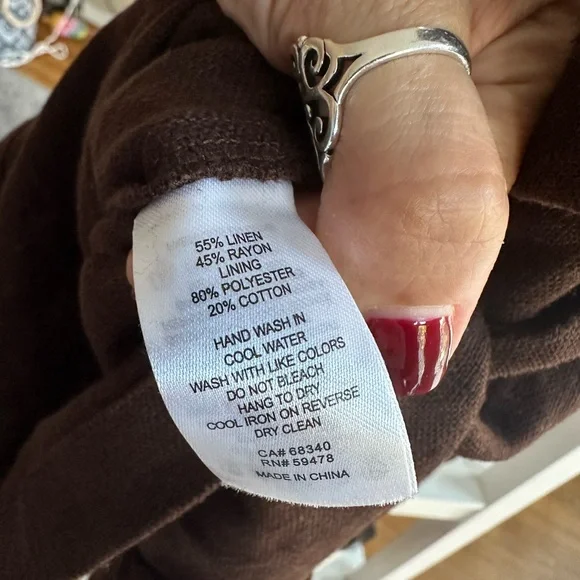 55% LINEN
45% RAYON
LINING
80% POLYESTER
20% COTTON
HAND WASH IN
COOL WATER
WASH WITH LIKE COLORS
DO NOT BLEACH
HANG TO DRY
COOL IRON ON REVERSE
DRY CLEAN
CA# 68340
RN# 59478
MADE IN CHINA